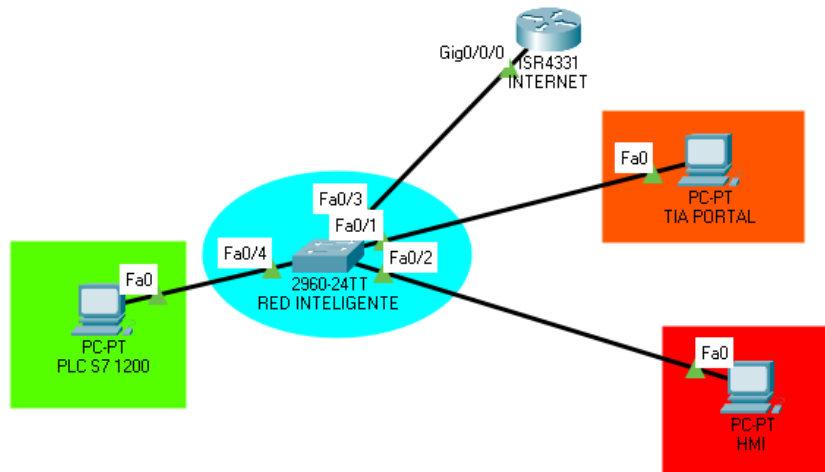 Gig0/0/0
ISR4331
INTERNET
Fa0
PC-PT
TIA PORTAL
Fa0/3
Fa0/1
Fa0/4
Fa0/2
2960-24TT
RED INTELIGENTE
Fa0
PC-PT
PLC S7 1200
Fa0
PC-PT
HMI